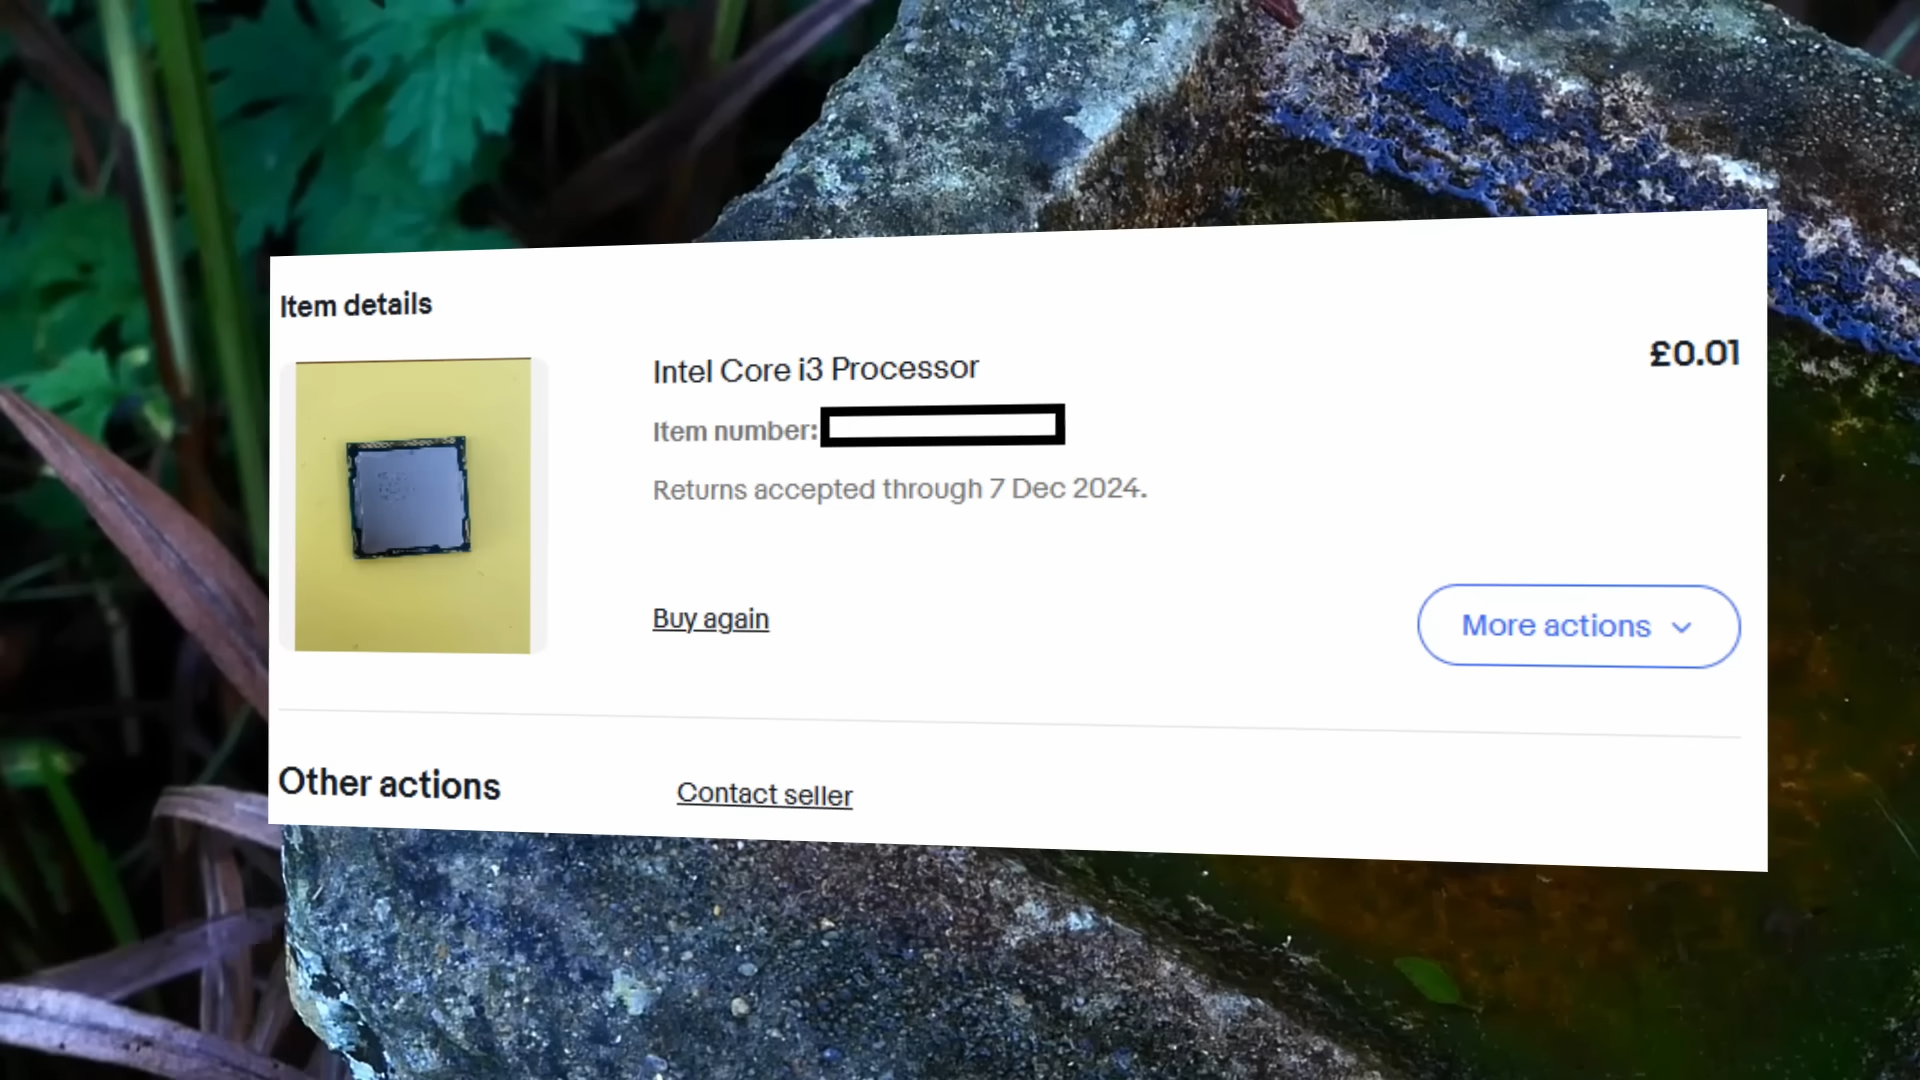 Item details
Intel Core i3 Processor
£0.01
Item number:
Returns accepted through 7 Dec 2024.
Buy again
More actions
Other actions
Contact seller